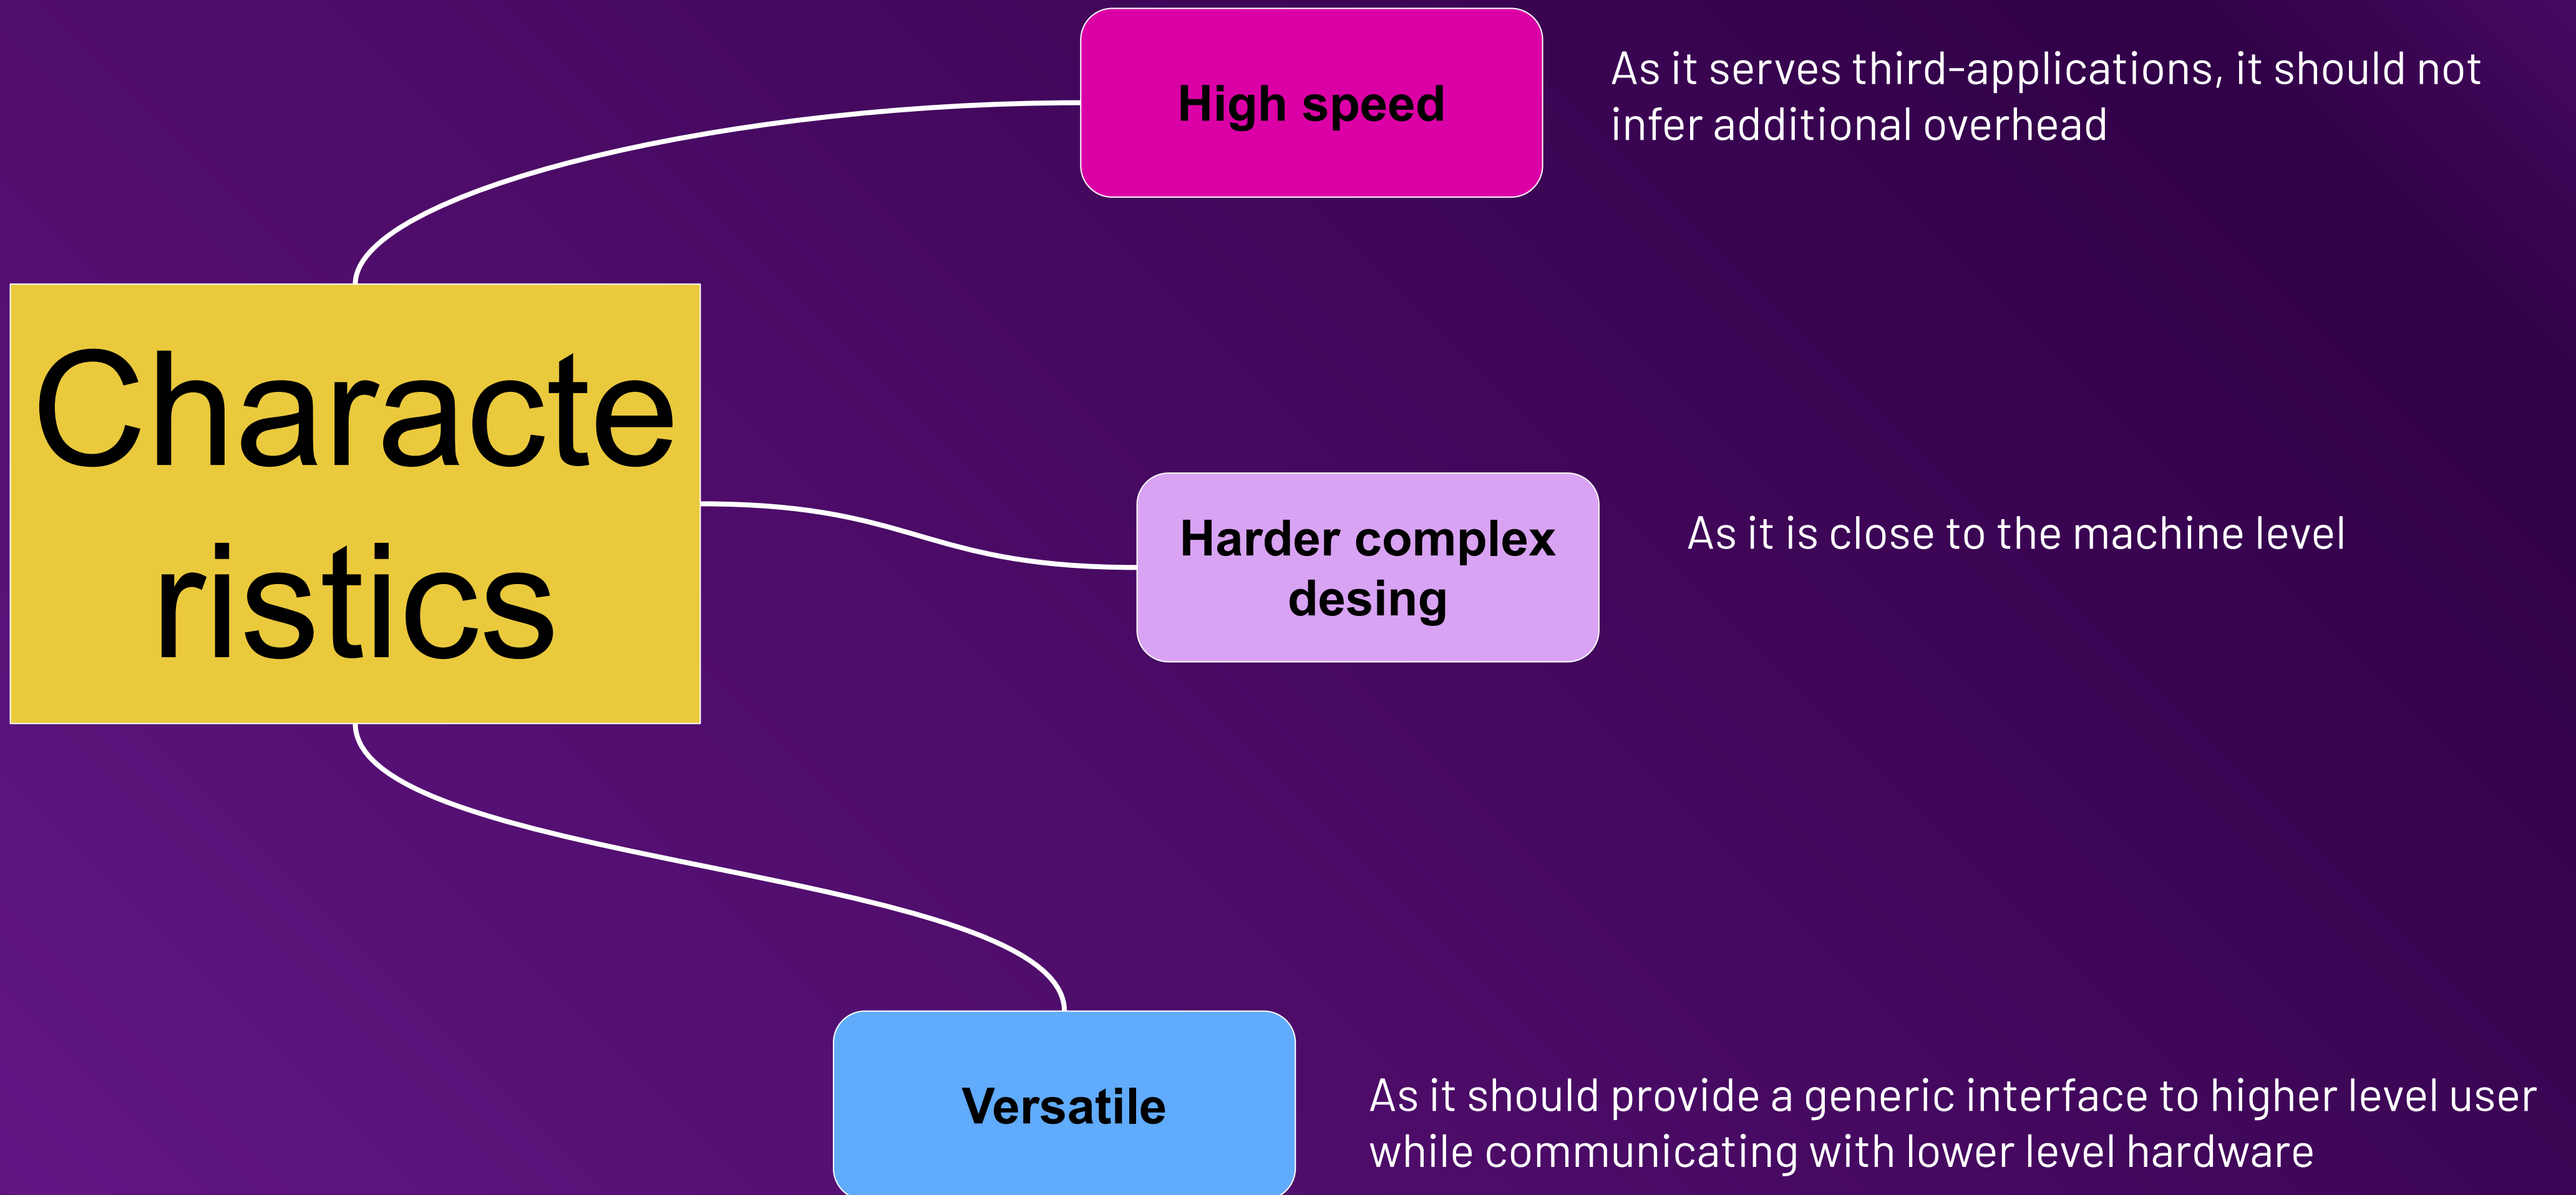 High speed
As it serves third-applications, it should not
infer additional overhead
Characte
ristics
Harder complex
desing
As it is close to the machine level
Versatile
As it should provide a generic interface to higher level user
while communicating with lower level hardware